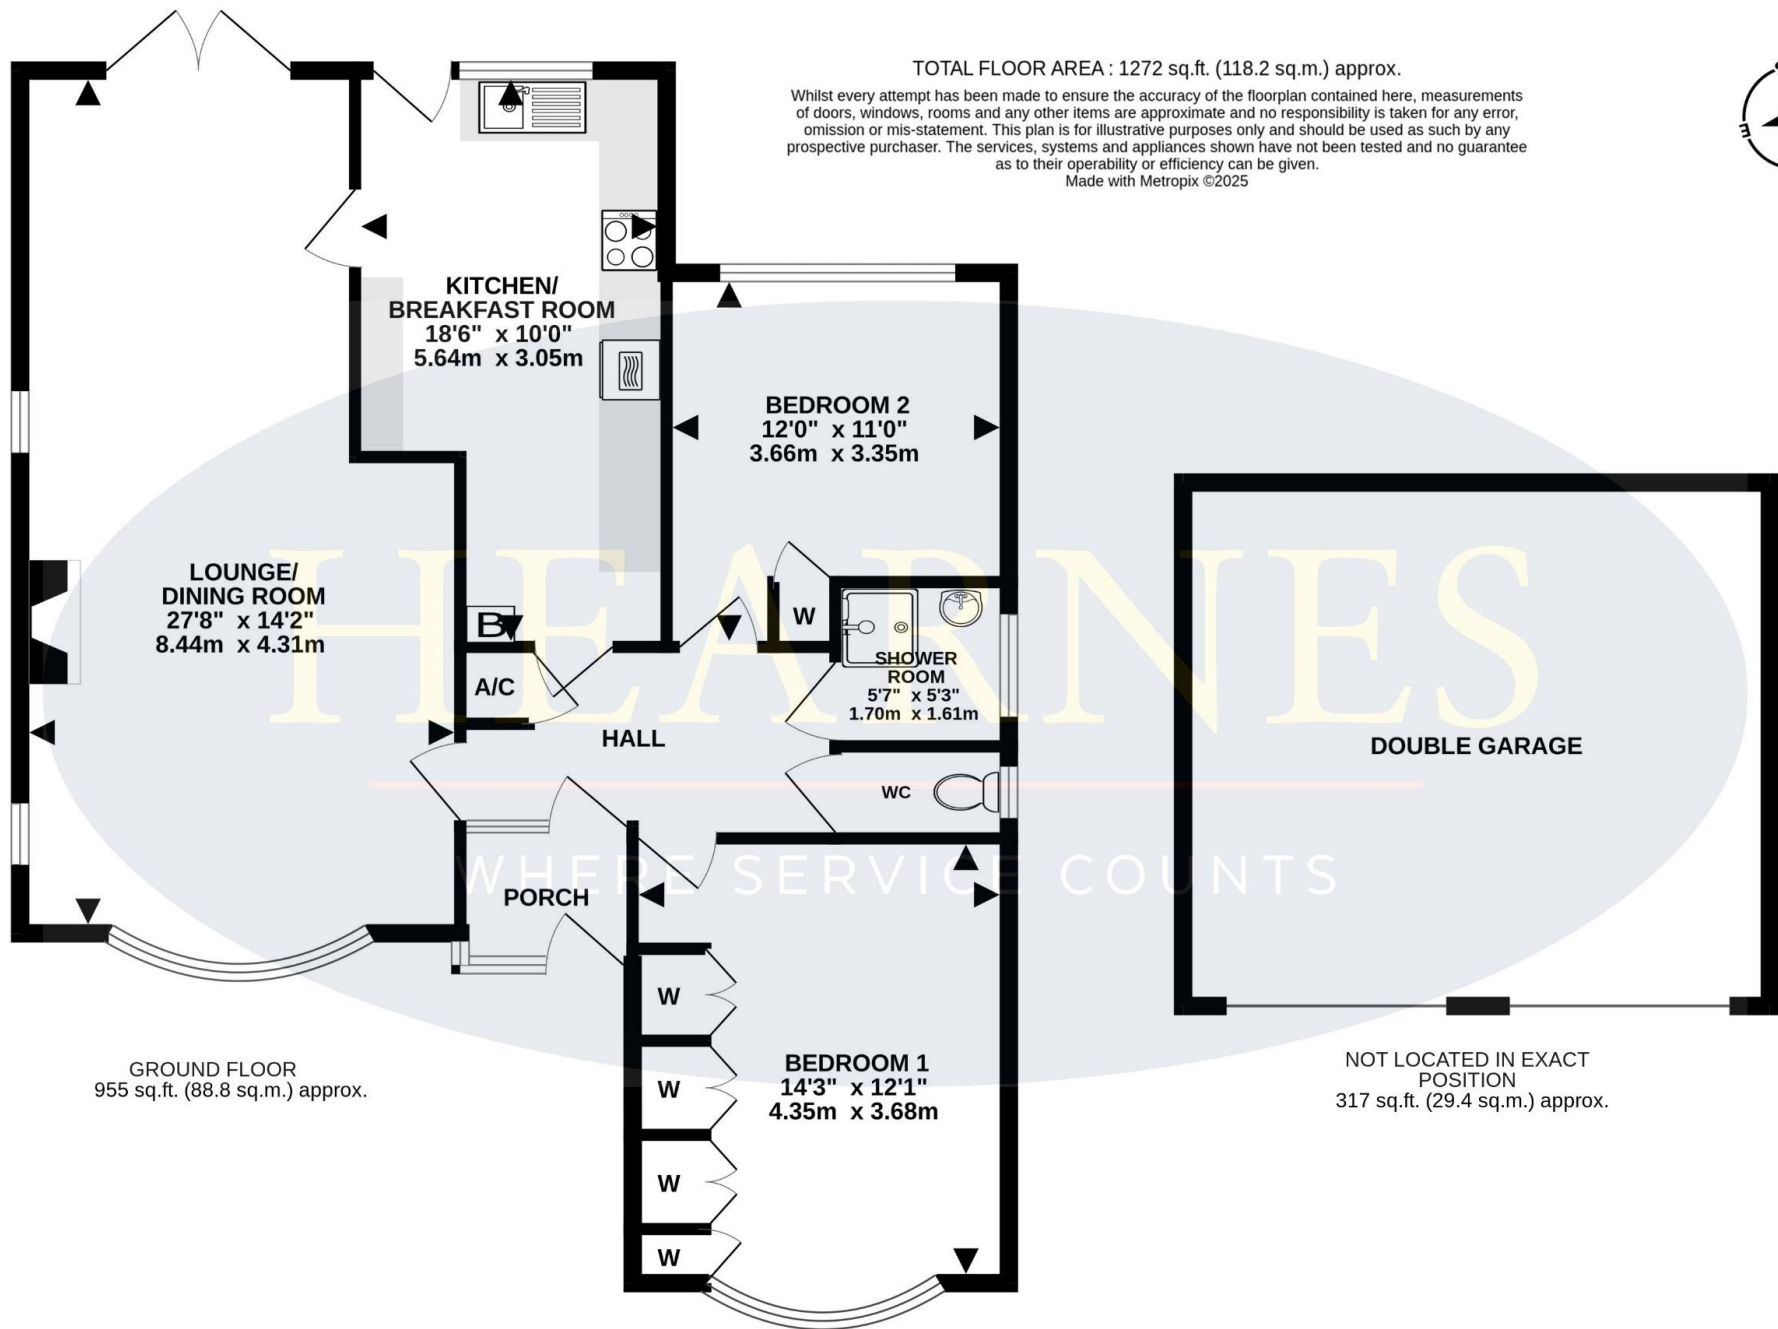 TOTAL FLOOR AREA : 1272 sq.ft. (118.2 sq.m.) approx.
Whilst every attempt has been made to ensure the accuracy of the floorplan contained here, measurements
of doors, windows, rooms and any other items are approximate and no responsibility is taken for any error,
omission or mis-statement. This plan is for illustrative purposes only and should be used as such by any
prospective purchaser. The services, systems and appliances shown have not been tested and no guarantee
as to their operability or efficiency can be given.
Made with Metropix ©2025
E
KITCHEN/
BREAKFAST ROOM
18'6" x 10'0"
5.64m x 3.05m
BEDROOM 2
12'0" x 11'0"
3.66m x 3.35m
LOUNGE/
DINING ROOM
27'8" x 14'2"
8.44m x 4.31m
HEARNES
B
W
A/C
SHOWER
ROOM
5'7" x 5'3"
1.70m x 1.61m
HALL
DOUBLE GARAGE
WC
WHERE SERVICE COUNTS
PORCH
W
W
W
W
BEDROOM 1
14'3" x 12'1"
4.35m x 3.68m
GROUND FLOOR
955 sq.ft. (88.8 sq.m.) approx.
NOT LOCATED IN EXACT
POSITION
317 sq.ft. (29.4 sq.m.) approx.